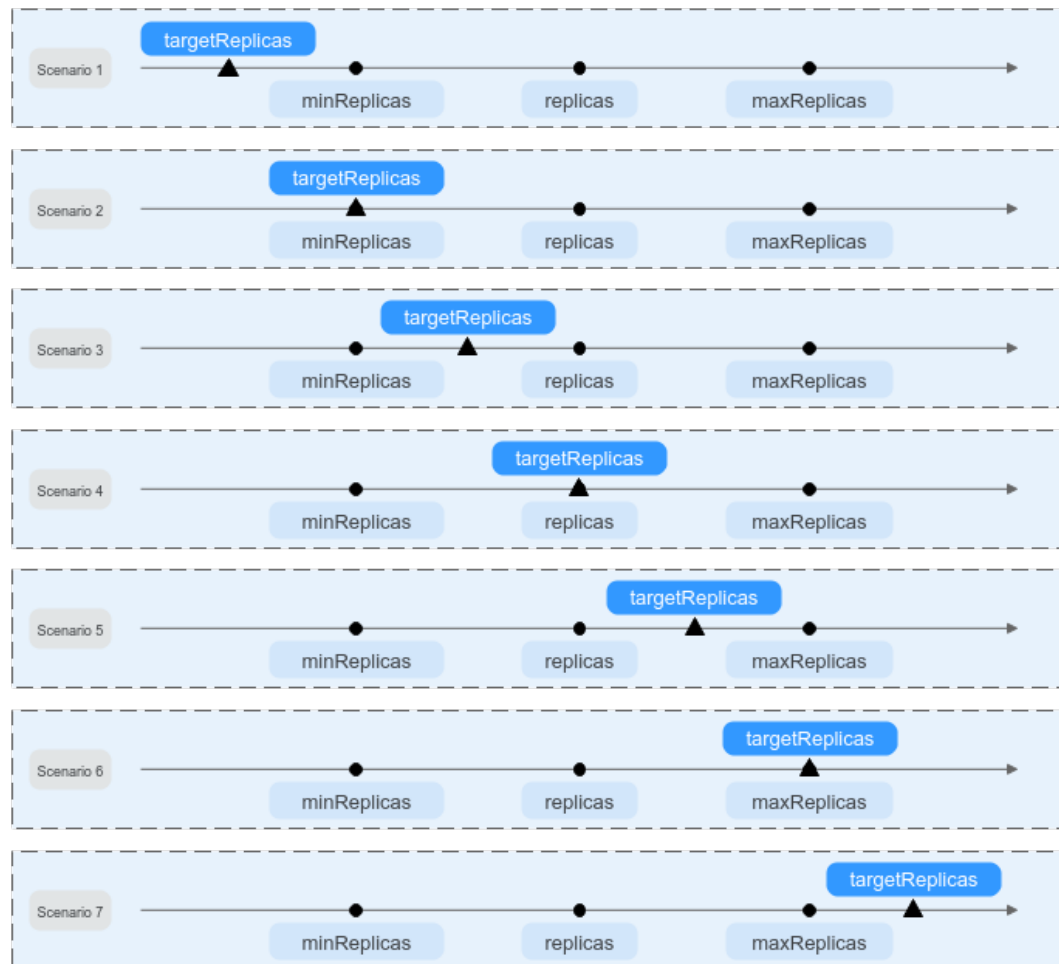 targetReplicas
Scenario 1
minReplicas replicas maxReplicas
targetReplicas
Scenario 2
minReplicas replicas maxReplicas
targetReplicas
Scenario 3
minReplicas replicas maxReplicas
targetReplicas
Scenario 4
minReplicas replicas maxReplicas
targetReplicas
Scenario 5
minReplicas replicas maxReplicas
targetReplicas
Scenario 6
minReplicas replicas maxReplicas
targetReplicas
Scenario 7
minReplicas replicas maxReplicas